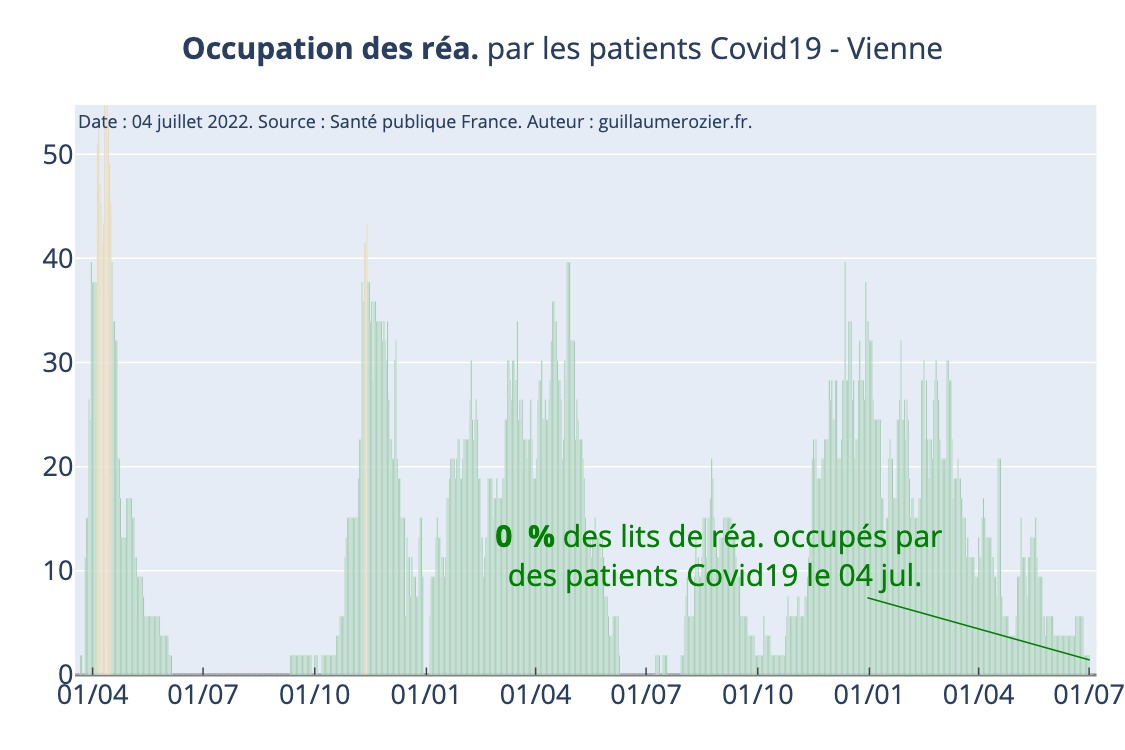 Occupation des réa. par les patients Covid19 - Vienne
Date : 04 juillet 2022. Source : Santé publique France. Auteur : guillaumerozier.fr.
50
40
30
20
10
0
0 % des lits de réa. occupés par
des patients Covid19 le 04 jul.
01/04 01/07 01/10 01/01 01/04 01/07 01/10 01/01 01/04 01/07